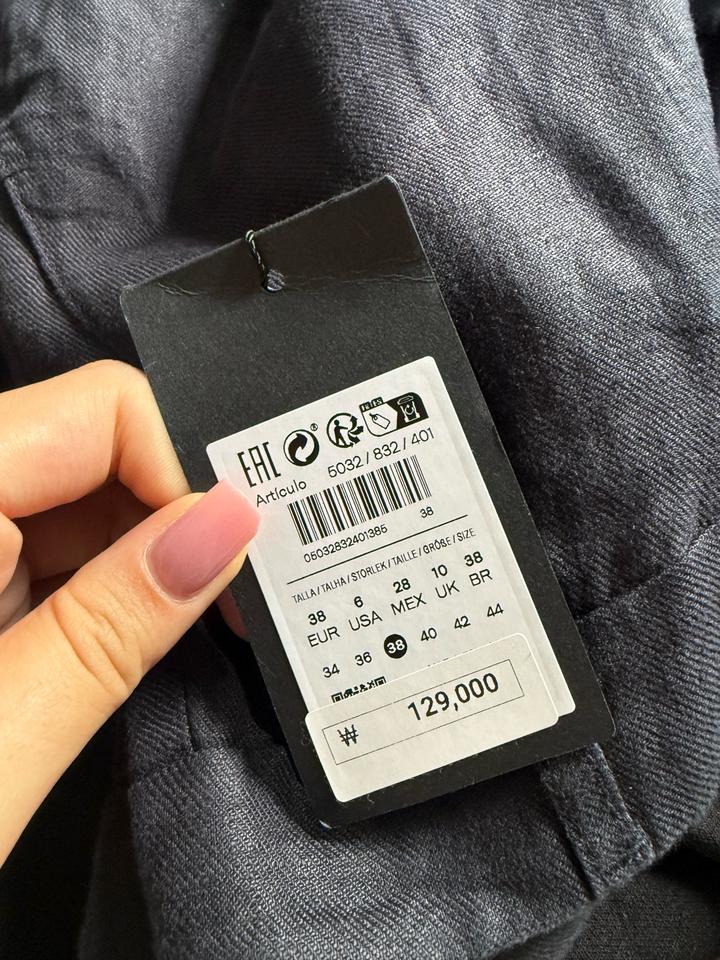 EAC
Artículo 5032 / 832 / 401
05032832401385 38
TALLA / TALHA / STORLEK / TAILLE / GRÖßE / SIZE
38 6 28 10 38
EUR USA MEX UK BR
34 36 38 40 42 44
₩ 129,000